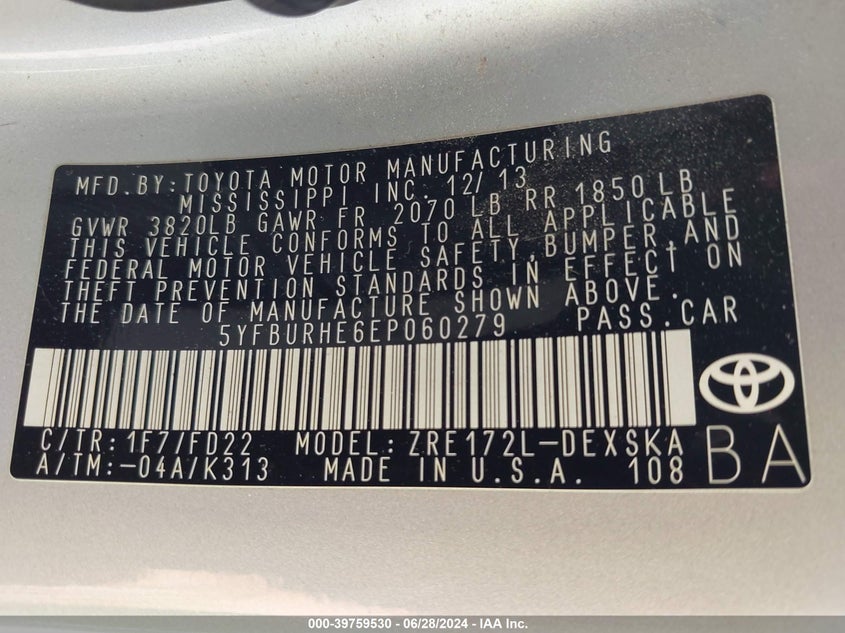 MFD. BY: TOYOTA MOTOR MANUFACTURING
MISSISSIPPI INC. 12/13
GVWR 3820LB GAWR FR 2070 LB RR 1850 LB
THIS VEHICLE CONFORMS TO ALL APPLICABLE
FEDERAL MOTOR VEHICLE SAFETY, BUMPER, AND
THEFT PREVENTION STANDARDS IN EFFECT ON
THE DATE OF MANUFACTURE SHOWN ABOVE.
5YFBURHE6EP060279 PASS. CAR
C/TR: 1F7/FD22 MODEL: ZRE172L-DEXSKA
A/TM: -04A/K313 MADE IN U.S.A. 108
BA
000-39759530 - 06/28/2024 - IAA Inc.